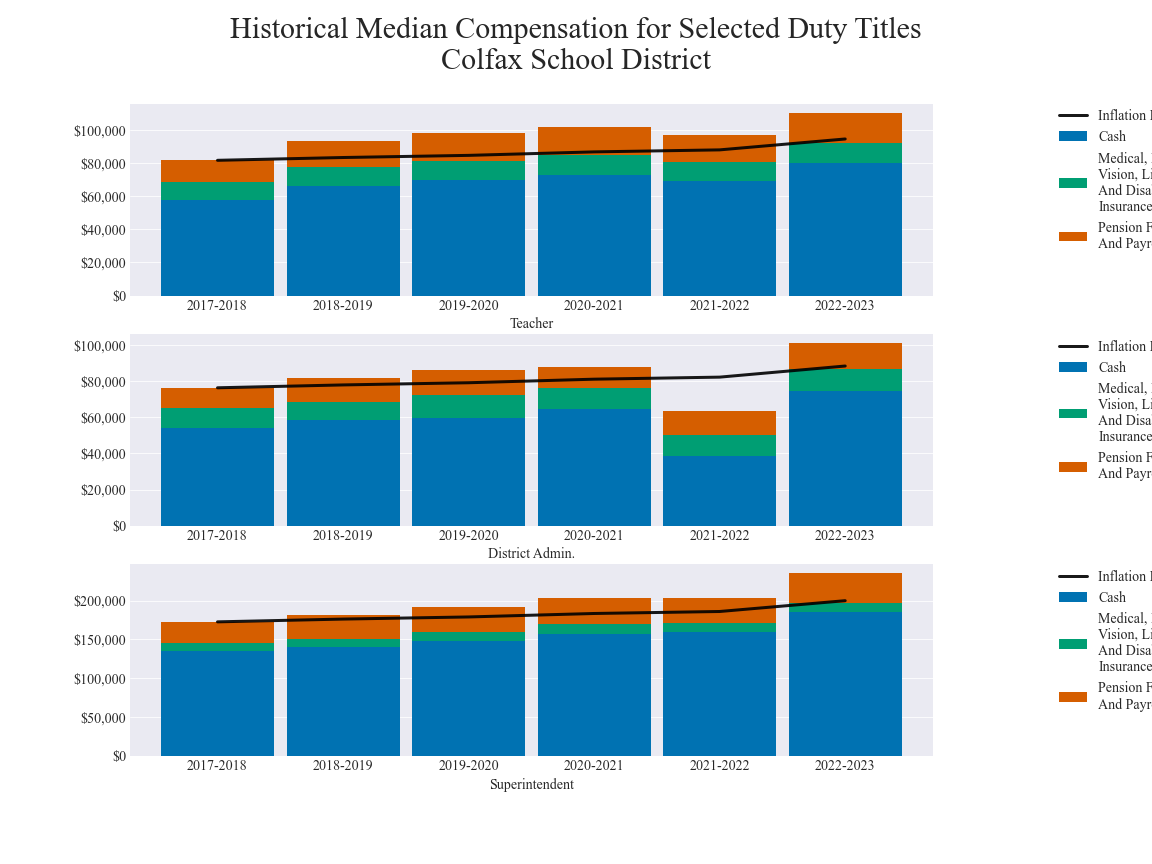 Historical Median Compensation for Selected Duty Titles
Colfax School District
$100,000
$80,000
$60,000
$40,000
$20,000
$0
2017-2018 2018-2019 2019-2020 2020-2021 2021-2022 2022-2023
Teacher
Inflation
Cash
Medical,
Vision,
And
Insurance
Pension
And
$100,000
$80,000
$60,000
$40,000
$20,000
$0
2017-2018 2018-2019 2019-2020 2020-2021 2021-2022 2022-2023
District Admin.
Inflation
Cash
Medical,
Vision,
And
Insurance
Pension
And
$200,000
$150,000
$100,000
$50,000
$0
2017-2018 2018-2019 2019-2020 2020-2021 2021-2022 2022-2023
Superintendent
Inflation
Cash
Medical,
Vision,
And
Insurance
Pension
And